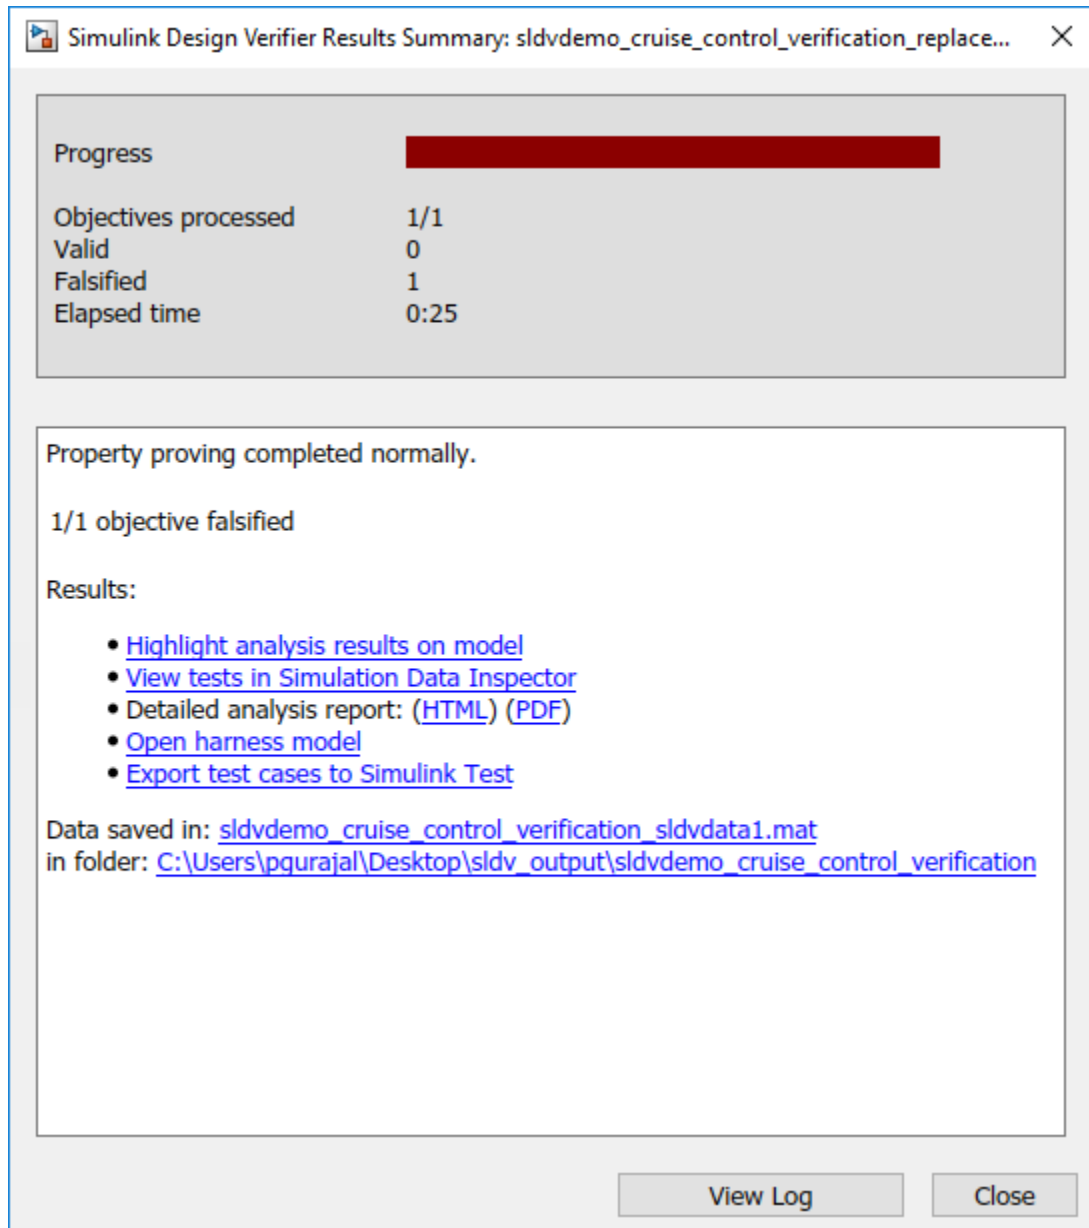 Simulink Design Verifier Results Summary: sldvdemo_cruise_control_verification_replace...
Progress
Objectives processed 1/1
Valid 0
Falsified 1
Elapsed time 0:25
Property proving completed normally.
1/1 objective falsified
Results:
• Highlight analysis results on model
• View tests in Simulation Data Inspector
• Detailed analysis report: (HTML) (PDF)
• Open harness model
• Export test cases to Simulink Test
Data saved in: sldvdemo_cruise_control_verification_sldvdata1.mat
in folder: C:\Users\pgurajal\Desktop\sldv_output\sldvdemo_cruise_control_verification
View Log Close